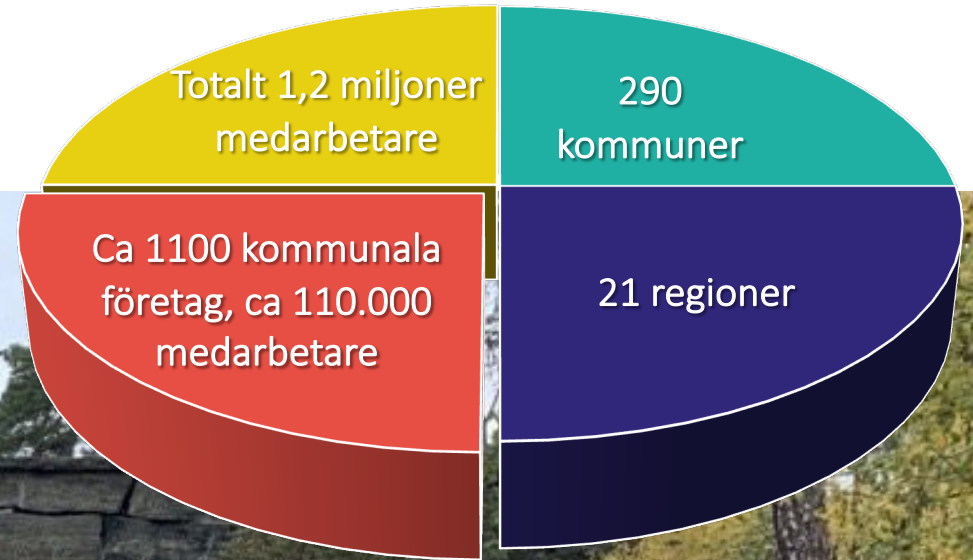 Totalt 1,2 miljoner
medarbetare
290
kommuner
Ca 1100 kommunala
företag, ca 110.000
medarbetare
21 regioner